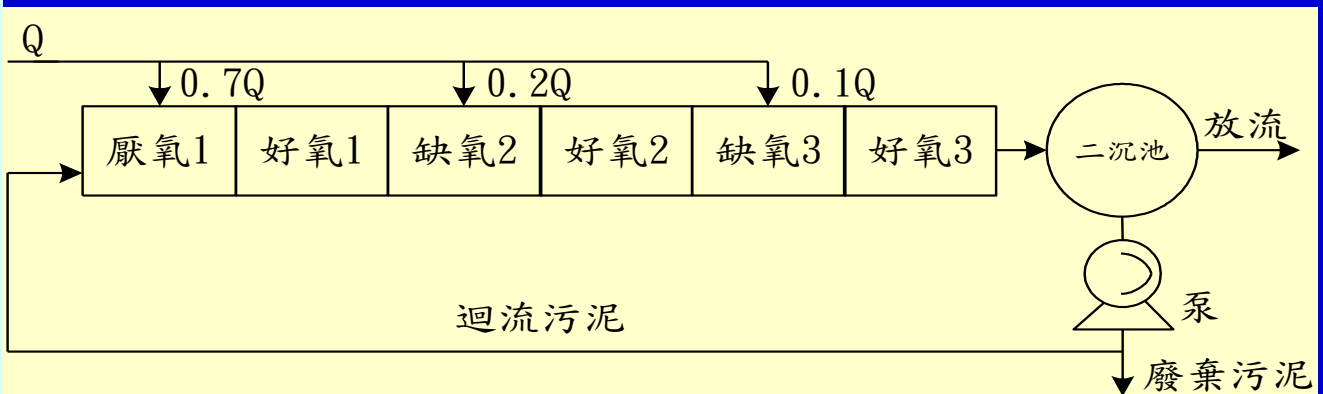 Q
0.7Q
0.2Q
0.1Q
厭氧1
好氧1
缺氧2
好氧2
缺氧3
好氧3
二沉池
放流
迴流污泥
泵
廢棄污泥